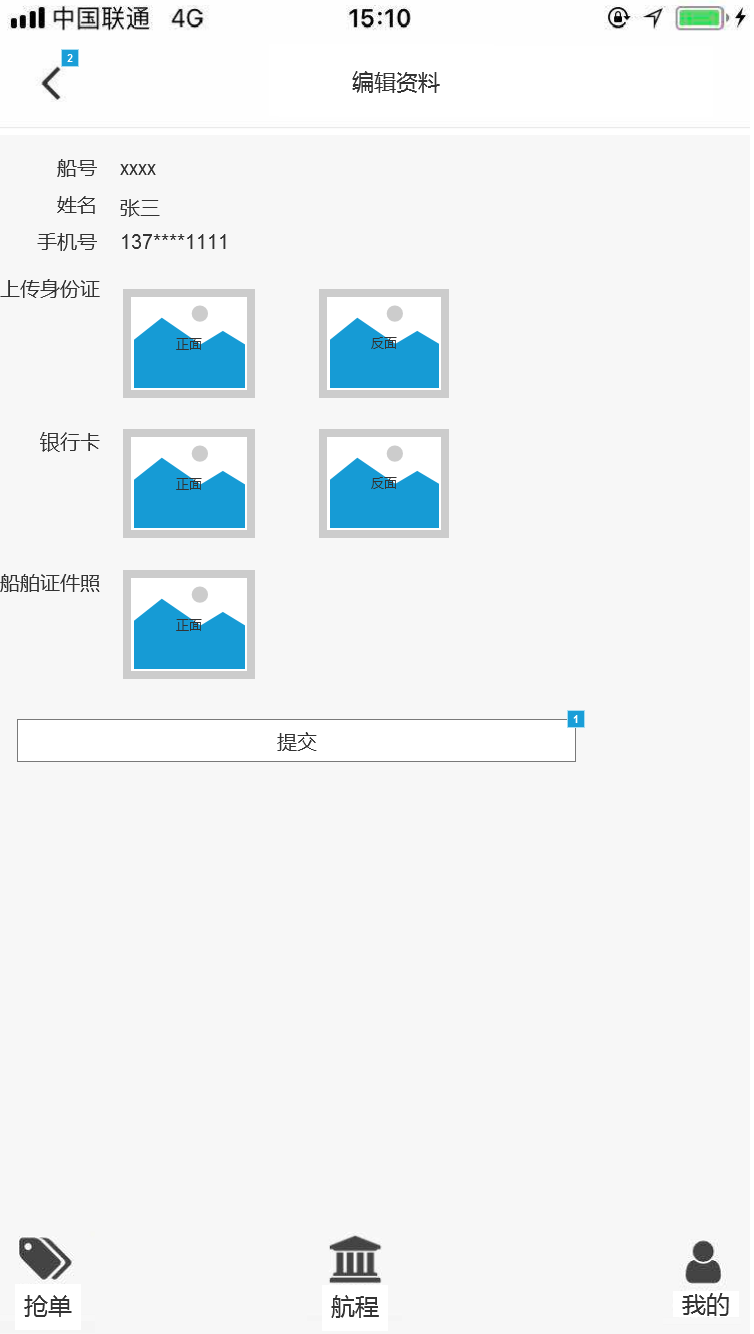 中国联通 4G 15:10
2
编辑资料
船号 xxxx
姓名 张三
手机号 137****1111
上传身份证 正面 反面
银行卡 正面 反面
船舶证件照 正面
提交 1
抢单 航程 我的